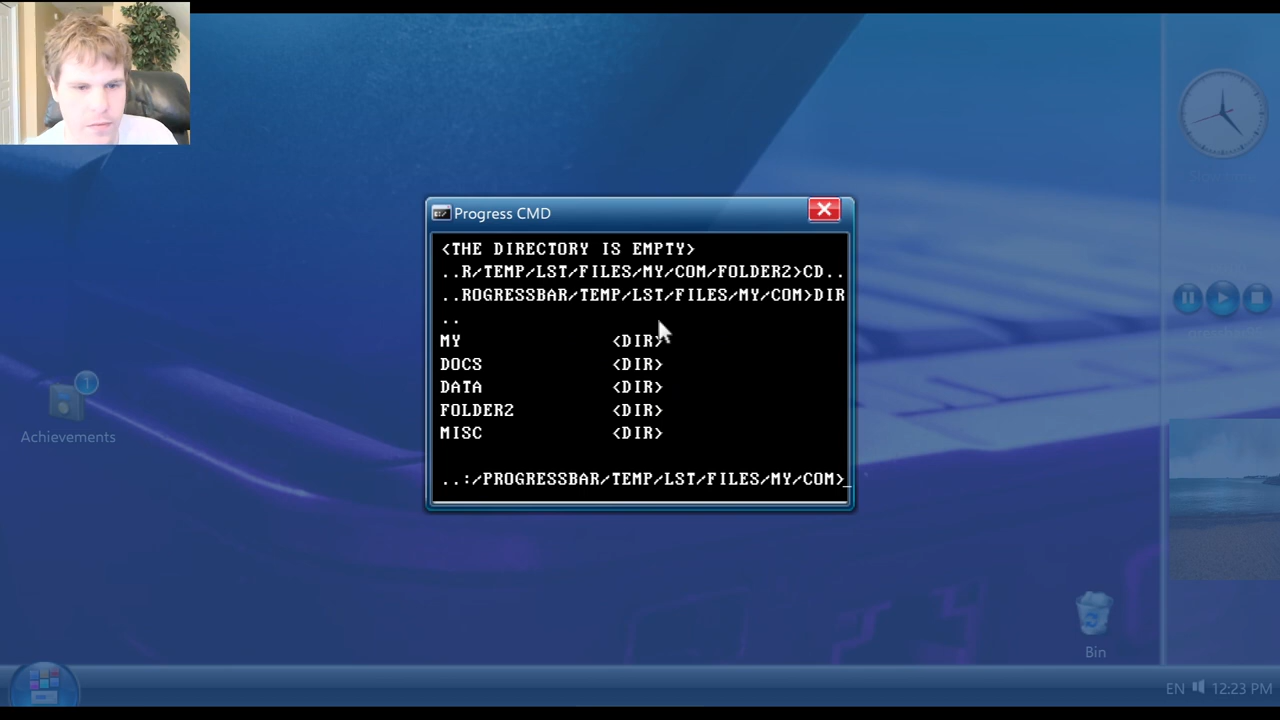 Progress CMD
<THE DIRECTORY IS EMPTY>
..R/TEMP/LST/FILES/MY/COM/FOLDER2>CD..
..ROGRESSBAR/TEMP/LST/FILES/MY/COM>DIR
..
MY <DIR>
DOCS <DIR>
DATA <DIR>
FOLDER2 <DIR>
MISC <DIR>
..:/PROGRESSBAR/TEMP/LST/FILES/MY/COM>_
1
Achievements
Bin
EN 12:23 PM